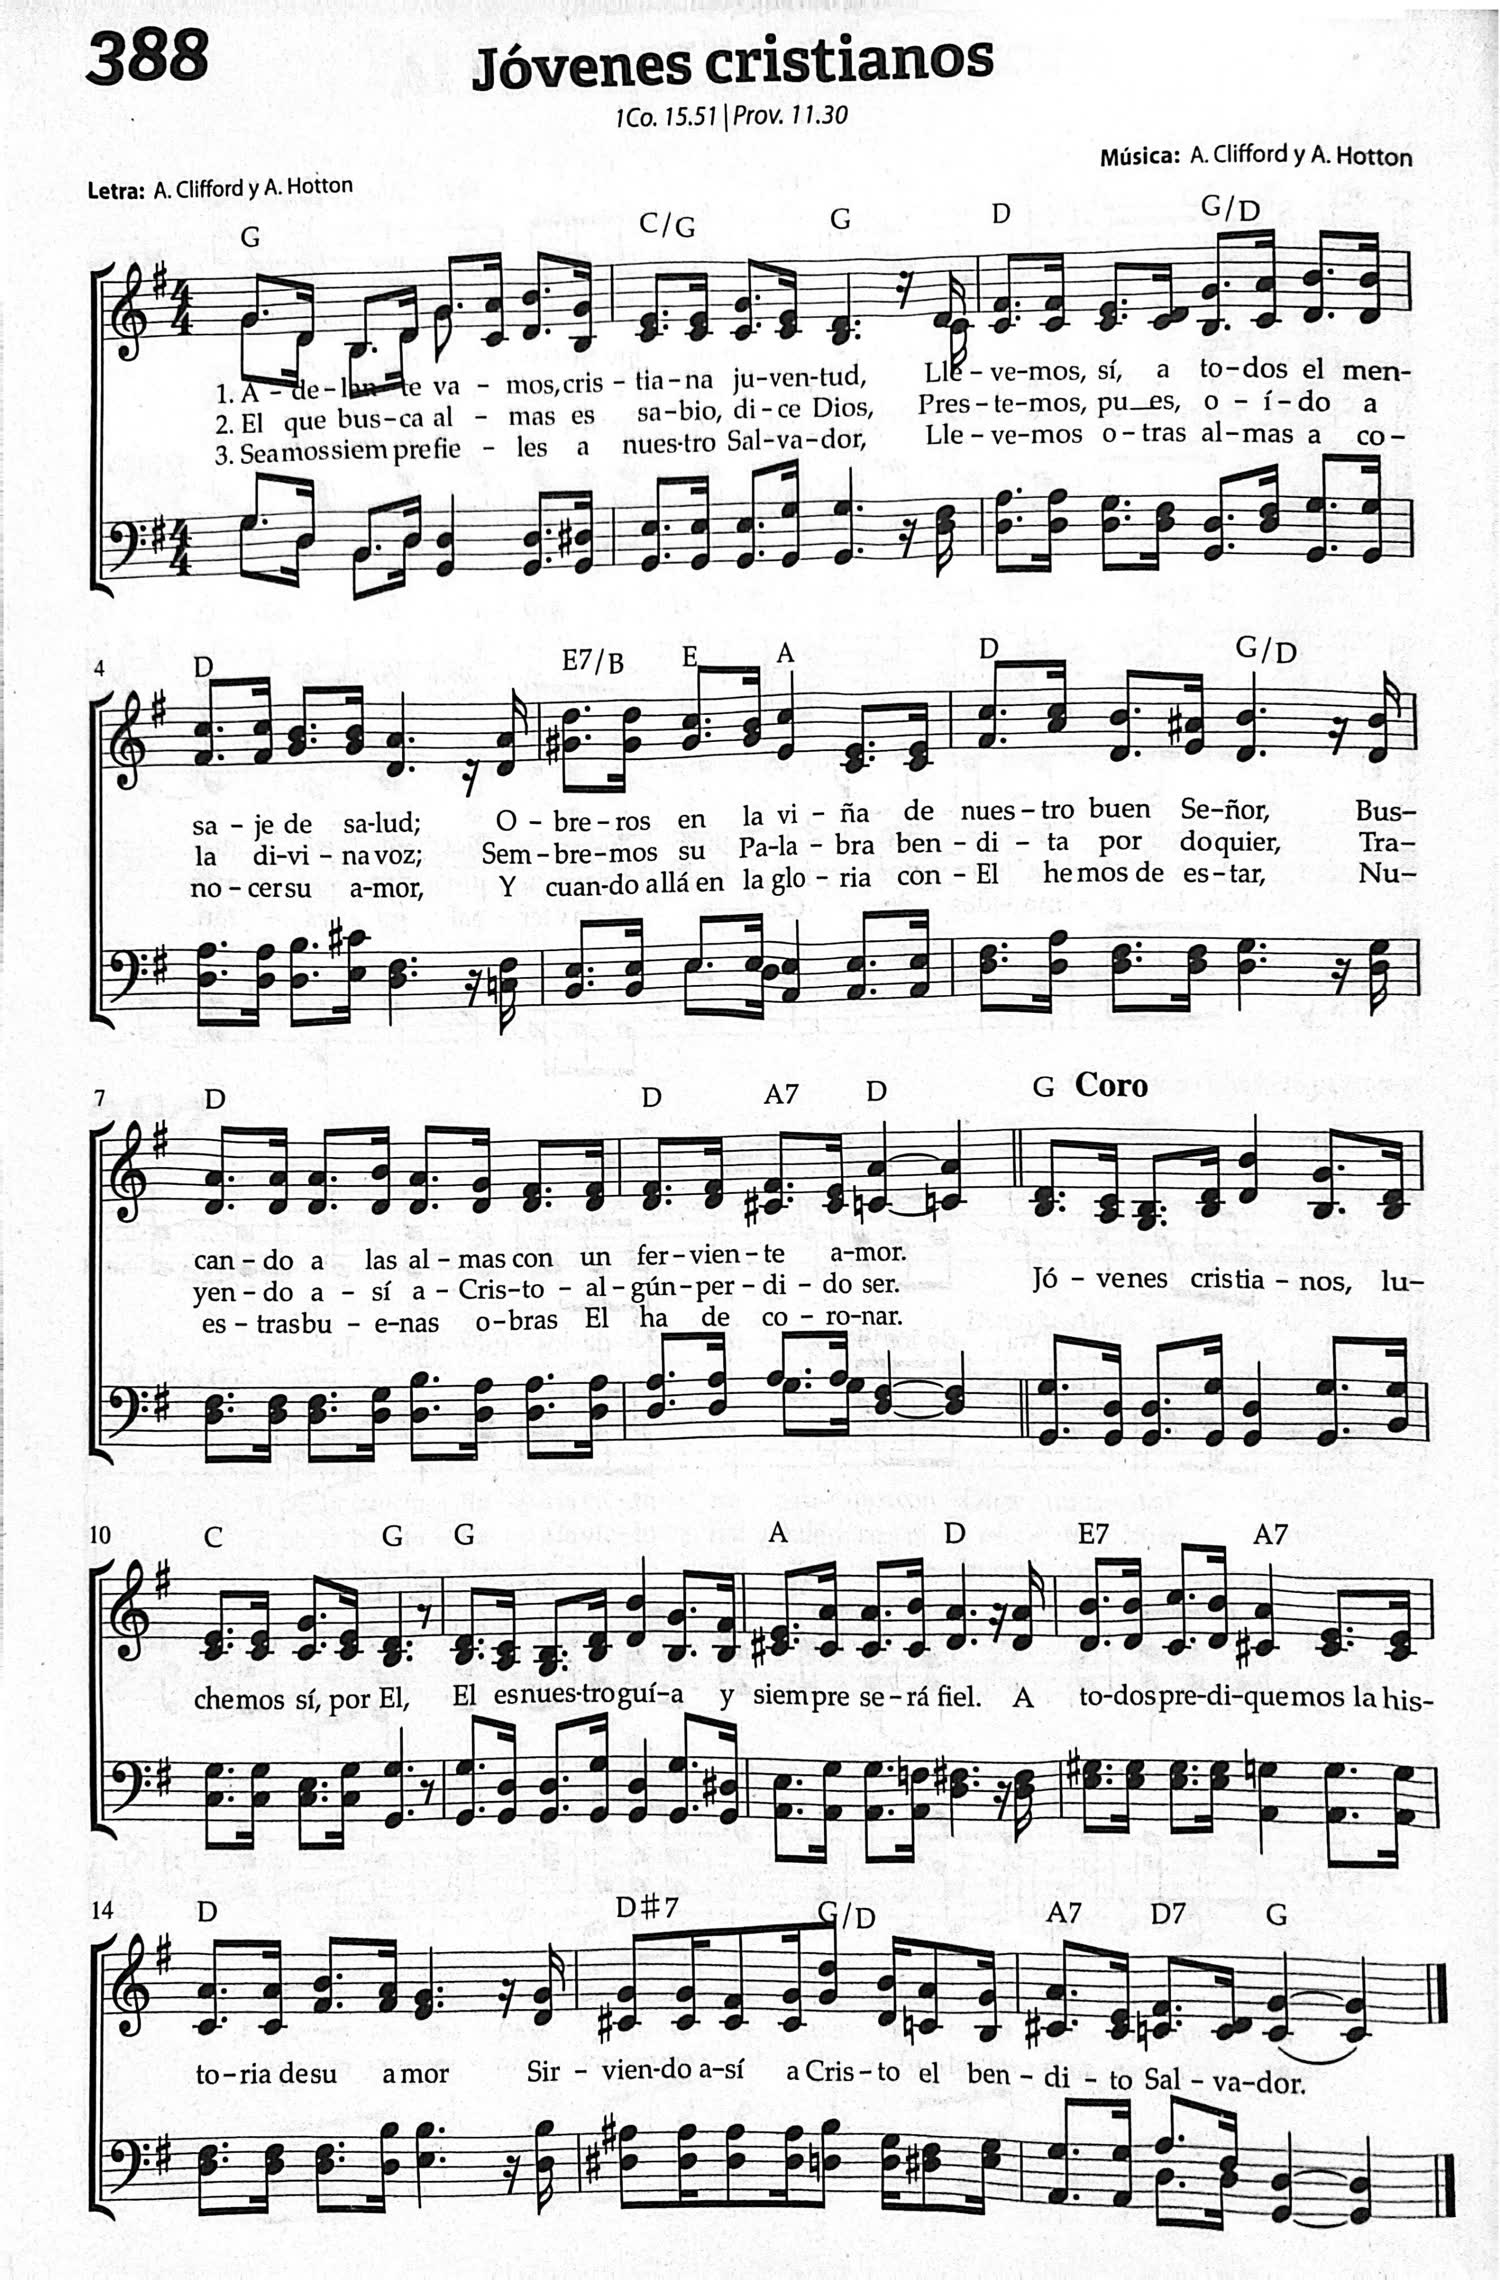 388
Jóvenes cristianos
1Co. 15.51 | Prov. 11.30
Música: A. Clifford y A. Hotton
Letra: A. Clifford y A. Hotton
G C/G G D G/D
1. A – de–lan–te va – mos, cris – tia–na ju–ven–tud, Lle – ve–mos, sí, a to–dos el men–
2. El que bus–ca al – mas es sa–bio, di–ce Dios, Pres–te–mos, pu_es, o – í–do a
3. Seamos siem pre fie – les a nues-tro Sal–va–dor, Lle – ve–mos o–tras al–mas a co–
4 D E7/B E A D G/D
sa – je de sa-lud; O – bre–ros en la vi – ña de nues–tro buen Se–ñor, Bus–
la di–vi – na voz; Sem–bre–mos su Pa–la – bra ben – di – ta por doquier, Tra–
no–cer su a–mor, Y cuan–do allá en la glo – ria con – El he mos de es–tar, Nu–
7 D D A7 D G Coro
can – do a las al–mas con un fer–vien–te a–mor.
yen – do a – sí a – Cris–to – al–gún–per–di – do ser. Jó – ve nes cris tia – nos, lu–
es – tras bu – e–nas o–bras El ha de co – ro–nar.
10 C G G A D E7 A7
che mos sí, por El, El es nues-tro guí–a y siem pre se–rá fiel. A to–dos pre–di–que mos la his–
14 D D#7 G/D A7 D7 G
to–ria de su a mor Sir – vien–do a–sí a Cris–to el ben – di – to Sal – va–dor.